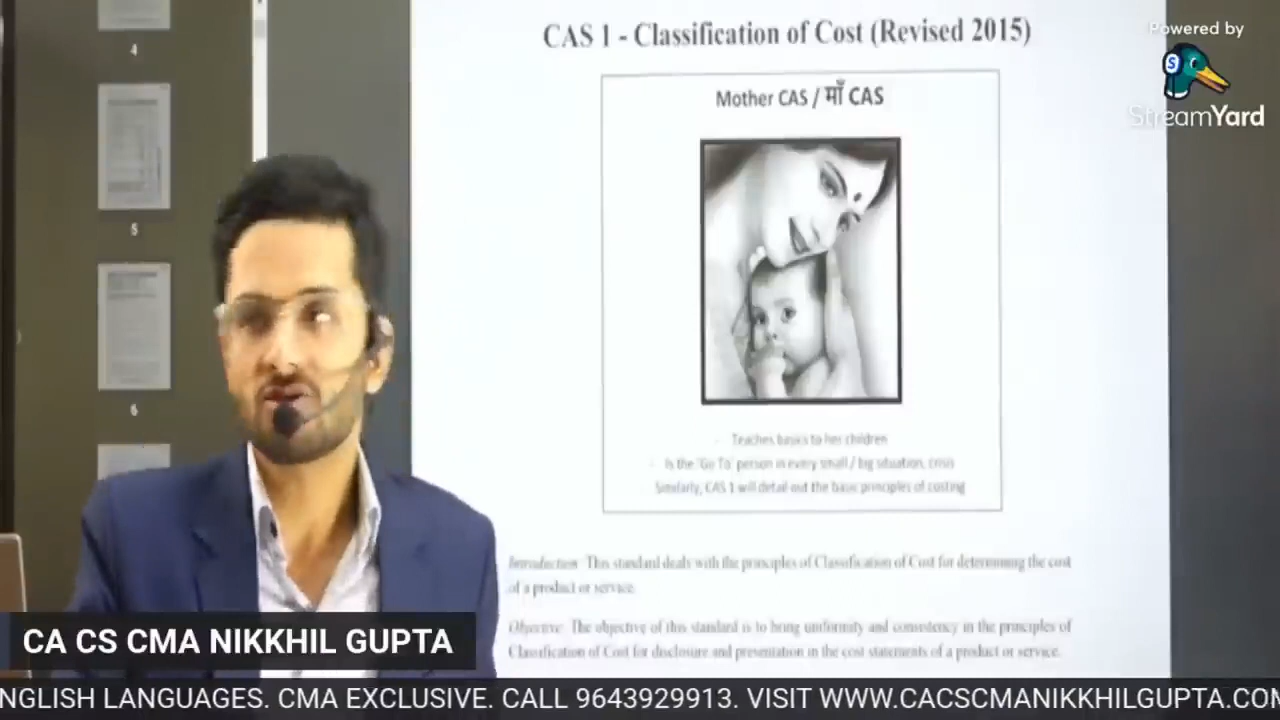 4
5
6
CAS 1 - Classification of Cost (Revised 2015)
Mother CAS / माँ CAS
- Teaches basics to her children
- Is the 'Go To' person in every small / big situation, crisis
Similarly, CAS 1 will detail out the basic principles of costing
Introduction: This standard deals with the principles of Classification of Cost for determining the cost
of a product or service.
Objective: The objective of this standard is to bring uniformity and consistency in the principles of
Classification of Cost for disclosure and presentation in the cost statements of a product or service.
Powered by
S
StreamYard
CA CS CMA NIKKHIL GUPTA
NGLISH LANGUAGES. CMA EXCLUSIVE. CALL 9643929913. VISIT WWW.CACSCMANIKKHILGUPTA.CO